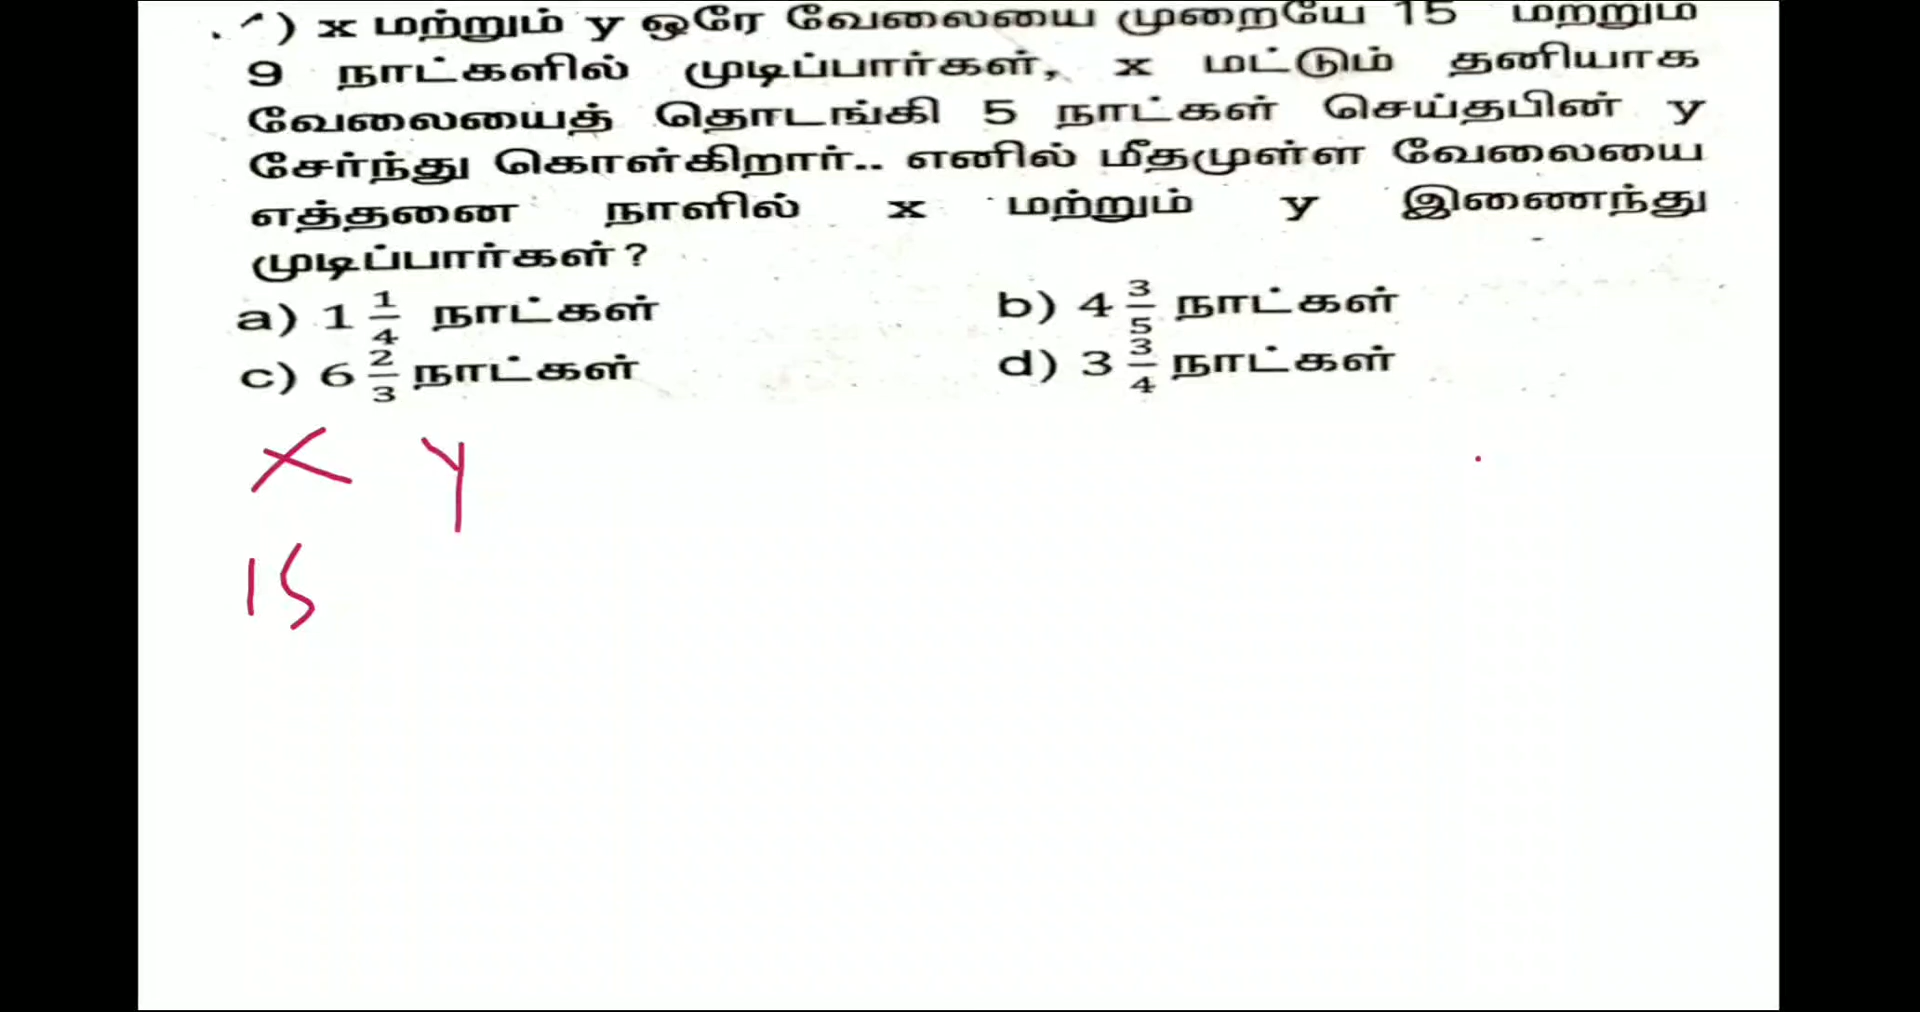 ) x மற்றும் y ஒரே வேலையை முறையே 15 மற்றும்
9 நாட்களில் முடிப்பார்கள், x மட்டும் தனியாக
வேலையைத் தொடங்கி 5 நாட்கள் செய்தபின் y
சேர்ந்து கொள்கிறார்.. எனில் மீதமுள்ள வேலையை
எத்தனை நாளில் x மற்றும் y இணைந்து
முடிப்பார்கள்?
a) 1 1/4 நாட்கள் b) 4 3/5 நாட்கள்
c) 6 2/3 நாட்கள் d) 3 3/4 நாட்கள்
X Y
15